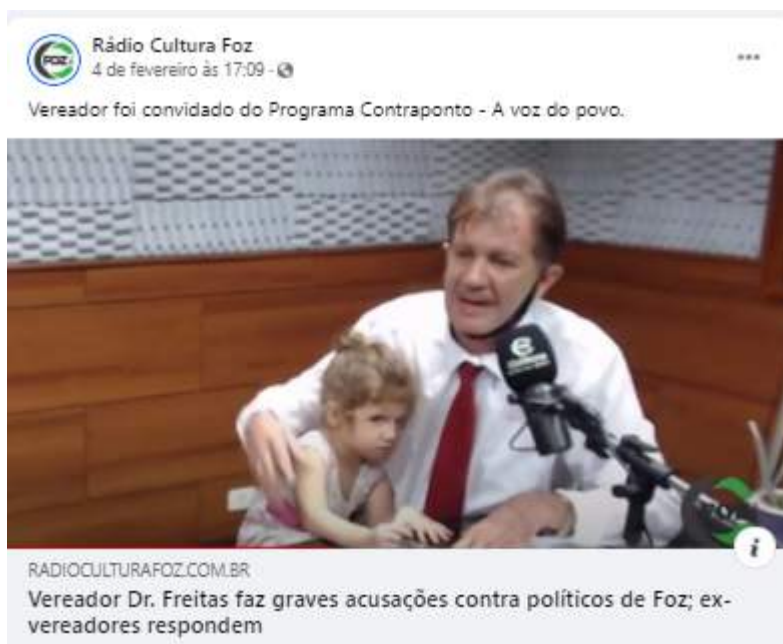 FOZ
Rádio Cultura Foz
4 de fevereiro às 17:09 ·
Vereador foi convidado do Programa Contraponto - A voz do povo.
RADIOCULTURAFOZ.COM.BR
Vereador Dr. Freitas faz graves acusações contra políticos de Foz; ex-
vereadores respondem